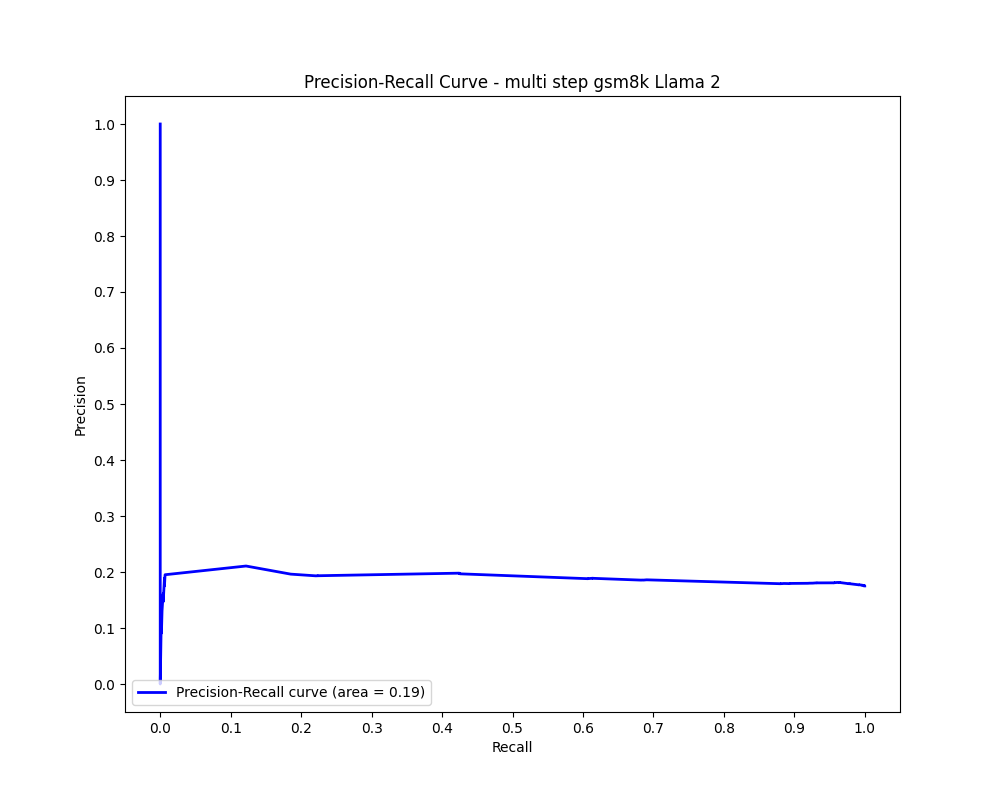 Precision-Recall Curve - multi step gsm8k Llama 2
1.0
0.9
0.8
0.7
0.6
0.5
0.4
0.3
0.2
0.1
0.0
Precision
Precision-Recall curve (area = 0.19)
0.0 0.1 0.2 0.3 0.4 0.5 0.6 0.7 0.8 0.9 1.0
Recall